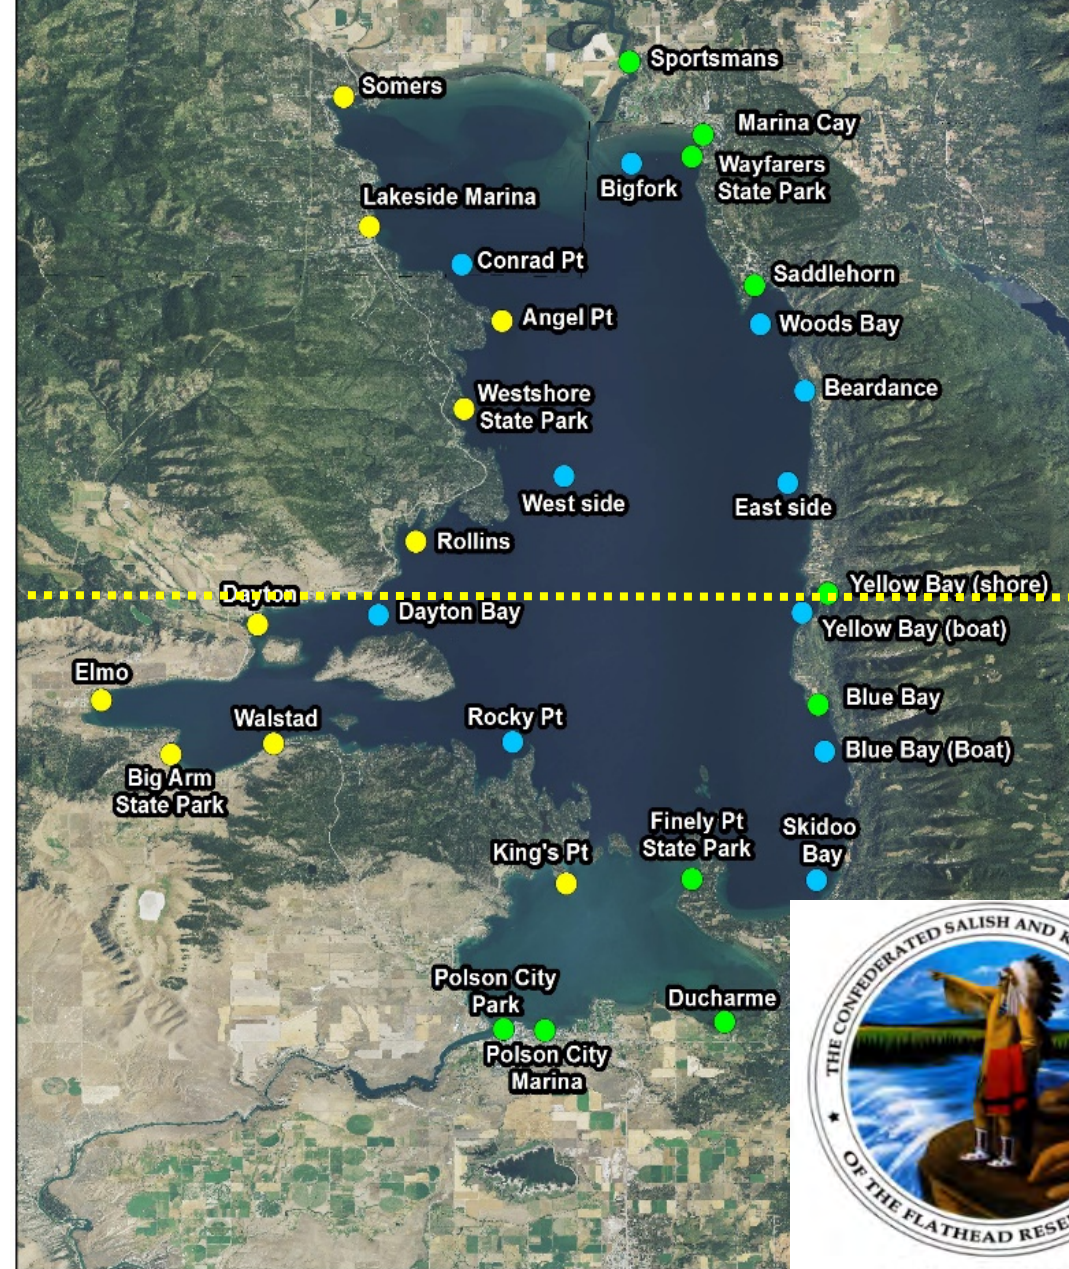 Sportsmans
Somers
Marina Cay
Wayfarers
State Park
Bigfork
Lakeside Marina
Conrad Pt
Saddlehorn
Angel Pt
Woods Bay
Beardance
Westshore
State Park
West side
East side
Rollins
Yellow Bay (shore)
Dayton
Dayton Bay
Yellow Bay (boat)
Elmo
Blue Bay
Walstad
Rocky Pt
Blue Bay (Boat)
Big Arm
State Park
Finely Pt
State Park
Skidoo
Bay
King's Pt
Polson City
Park
Ducharme
Polson City
Marina
THE CONFEDERATED SALISH AND
OF THE FLATHEAD